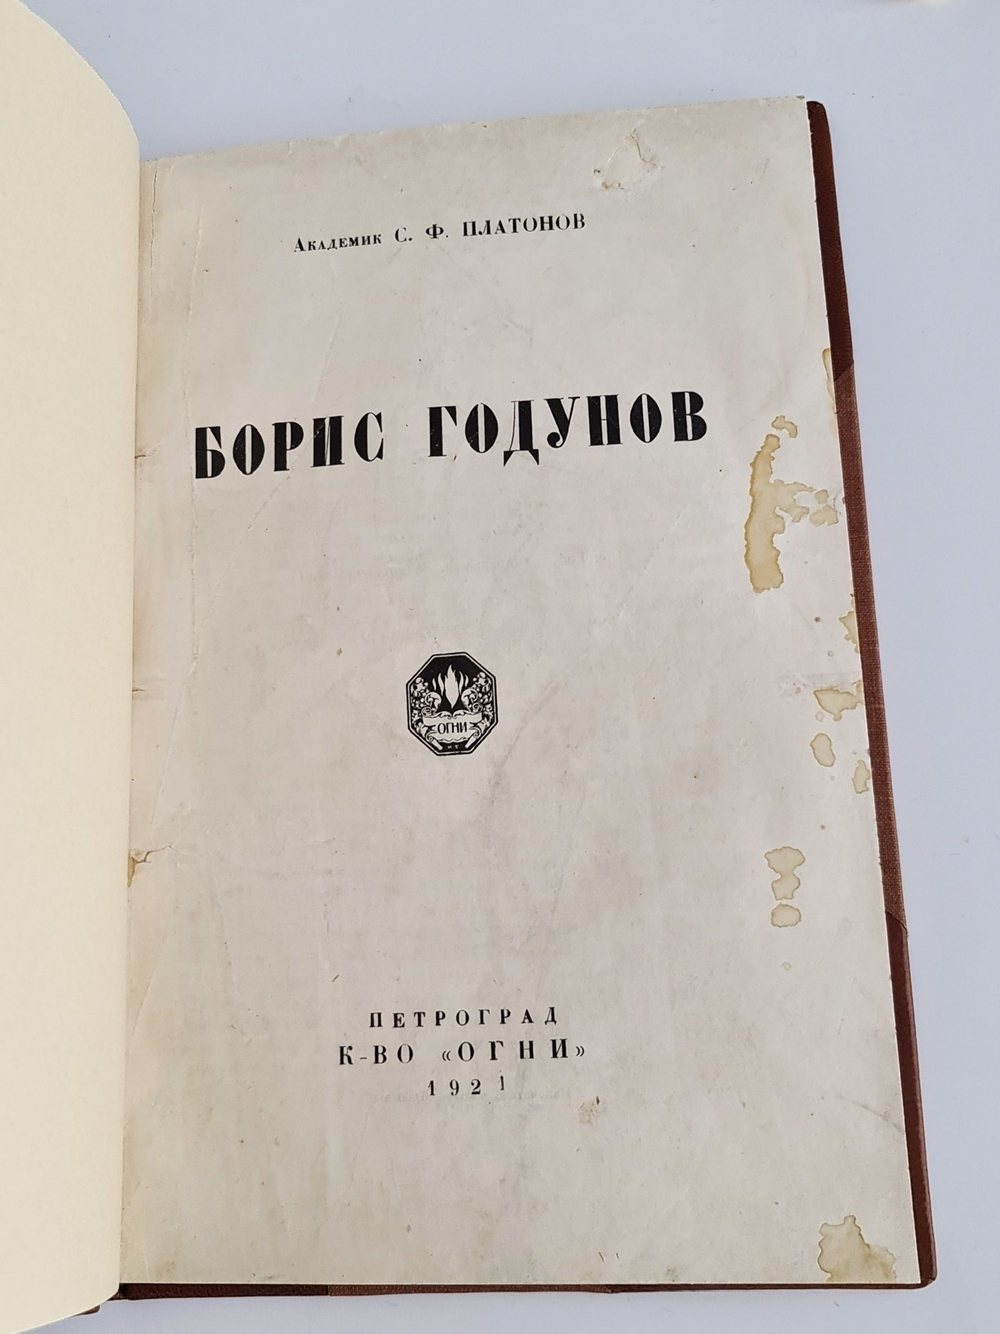 Академик С. Ф. ПЛАТОНОВ
БОРИС ГОДУНОВ
ОГНИ
ПЕТРОГРАД
К-ВО «ОГНИ»
1921